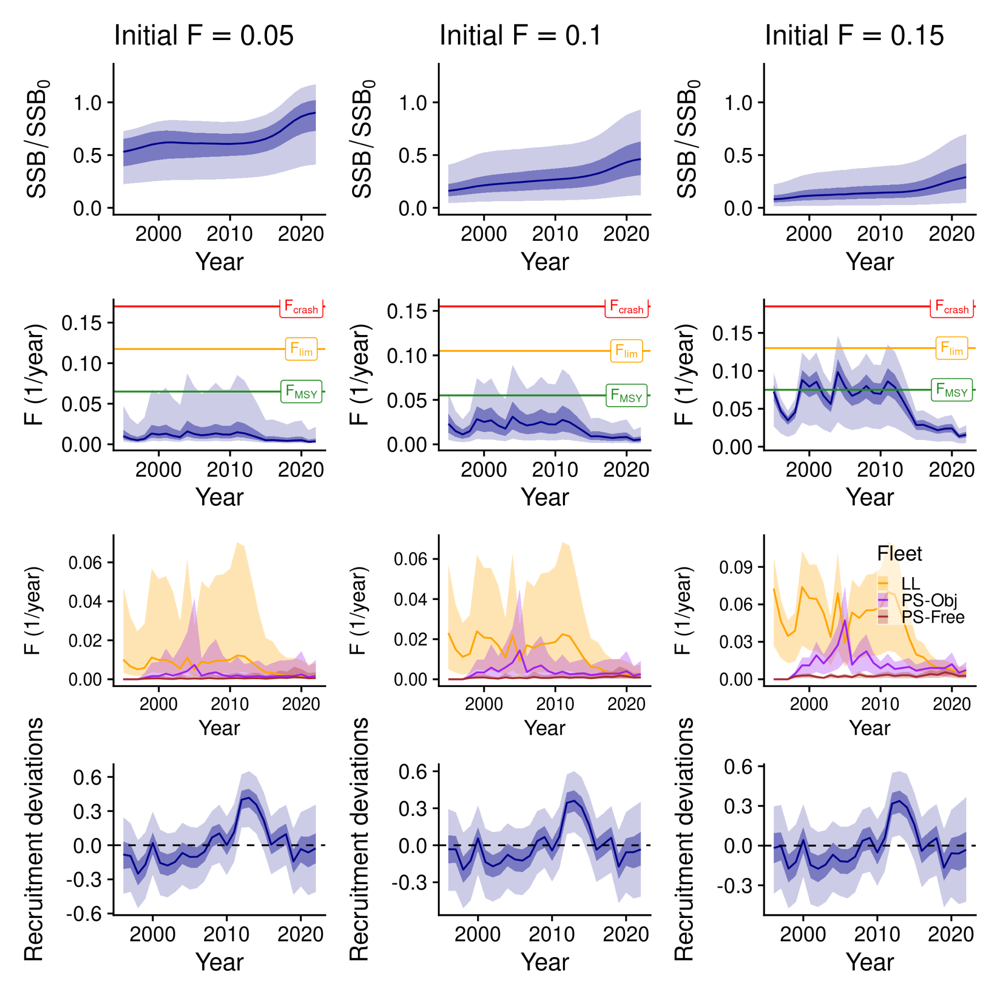 Initial F = 0.05 Initial F = 0.1 Initial F = 0.15
SSB / SSB₀ SSB / SSB₀ SSB / SSB₀
1.0 1.0 1.0
0.5 0.5 0.5
0.0 0.0 0.0
2000 2010 2020 2000 2010 2020 2000 2010 2020
Year Year Year
F (1/year) F (1/year) F (1/year)
F crash F crash F crash
0.15 0.15 0.15
F lim F lim F lim
0.10 0.10 0.10
F MSY F MSY F MSY
0.05 0.05 0.05
0.00 0.00 0.00
2000 2010 2020 2000 2010 2020 2000 2010 2020
Year Year Year
F (1/year) F (1/year) F (1/year)
Fleet
0.06 0.06 0.09
LL
0.04 0.04 0.06
PS-Obj
PS-Free
0.02 0.02 0.03
0.00 0.00 0.00
2000 2010 2020 2000 2010 2020 2000 2010 2020
Year Year Year
Recruitment deviations Recruitment deviations Recruitment deviations
0.6 0.6 0.6
0.3 0.3 0.3
0.0 0.0 0.0
-0.3 -0.3 -0.3
-0.6
2000 2010 2020 2000 2010 2020 2000 2010 2020
Year Year Year